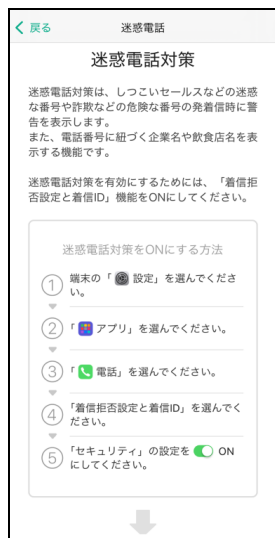 戻る
迷惑電話
迷惑電話対策
迷惑電話対策は、しつこいセールスなどの迷惑
な番号や詐欺などの危険な番号の発着信時に警
告を表示します。
また、電話番号に紐づく企業名や飲食店名を表
示する機能です。
迷惑電話対策を有効にするためには、「着信拒
否設定と着信ID」機能をONにしてください。
迷惑電話対策をONにする方法
① 端末の「 設定」を選んでくださ
い。
② 「 アプリ」を選んでください。
③ 「 電話」を選んでください。
④ 「着信拒否設定と着信ID」を選んでく
ださい。
⑤ 「セキュリティ」の設定を ON
にしてください。